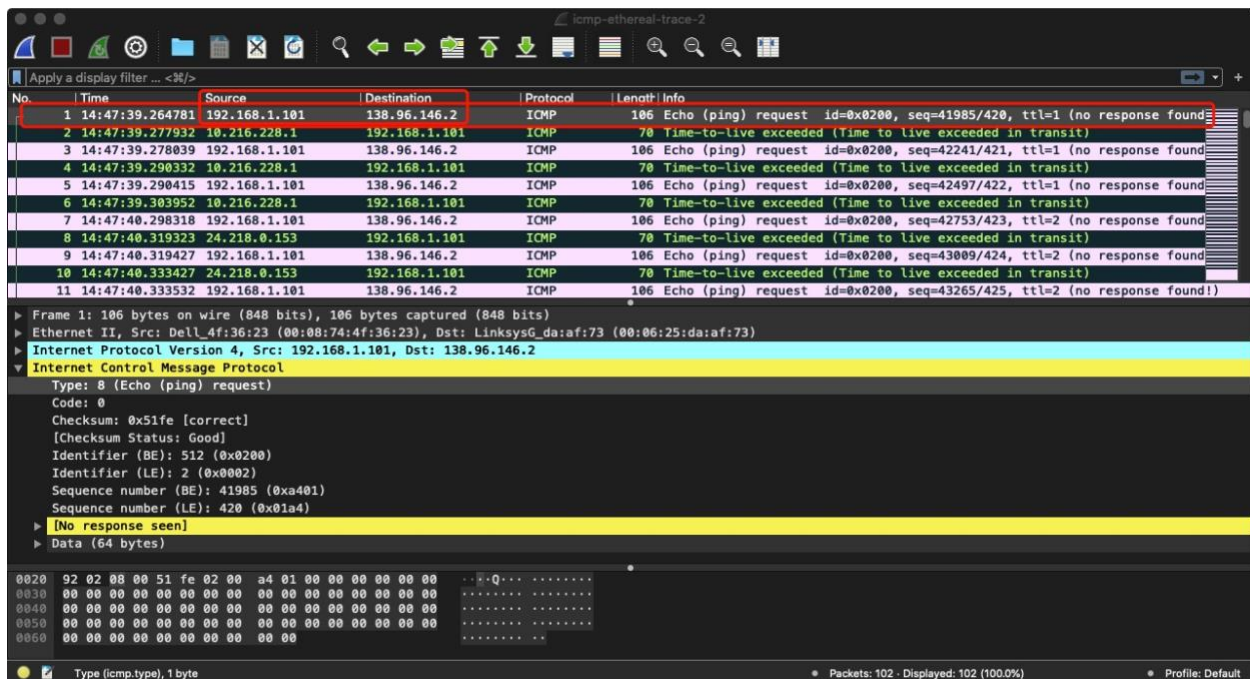 icmp-ethereal-trace-2
Apply a display filter ... <⌘/>
No. Time Source Destination Protocol Length Info
1 14:47:39.264781 192.168.1.101 138.96.146.2 ICMP 106 Echo (ping) request id=0x0200, seq=41985/420, ttl=1 (no response found
2 14:47:39.277932 10.216.228.1 192.168.1.101 ICMP 70 Time-to-live exceeded (Time to live exceeded in transit)
3 14:47:39.278039 192.168.1.101 138.96.146.2 ICMP 106 Echo (ping) request id=0x0200, seq=42241/421, ttl=1 (no response found
4 14:47:39.290332 10.216.228.1 192.168.1.101 ICMP 70 Time-to-live exceeded (Time to live exceeded in transit)
5 14:47:39.290415 192.168.1.101 138.96.146.2 ICMP 106 Echo (ping) request id=0x0200, seq=42497/422, ttl=1 (no response found
6 14:47:39.303952 10.216.228.1 192.168.1.101 ICMP 70 Time-to-live exceeded (Time to live exceeded in transit)
7 14:47:40.298318 192.168.1.101 138.96.146.2 ICMP 106 Echo (ping) request id=0x0200, seq=42753/423, ttl=2 (no response found
8 14:47:40.319323 24.218.0.153 192.168.1.101 ICMP 70 Time-to-live exceeded (Time to live exceeded in transit)
9 14:47:40.319427 192.168.1.101 138.96.146.2 ICMP 106 Echo (ping) request id=0x0200, seq=43009/424, ttl=2 (no response found
10 14:47:40.333427 24.218.0.153 192.168.1.101 ICMP 70 Time-to-live exceeded (Time to live exceeded in transit)
11 14:47:40.333532 192.168.1.101 138.96.146.2 ICMP 106 Echo (ping) request id=0x0200, seq=43265/425, ttl=2 (no response found!)
Frame 1: 106 bytes on wire (848 bits), 106 bytes captured (848 bits)
Ethernet II, Src: Dell_4f:36:23 (00:08:74:4f:36:23), Dst: LinksysG_da:af:73 (00:06:25:da:af:73)
Internet Protocol Version 4, Src: 192.168.1.101, Dst: 138.96.146.2
Internet Control Message Protocol
Type: 8 (Echo (ping) request)
Code: 0
Checksum: 0x51fe [correct]
[Checksum Status: Good]
Identifier (BE): 512 (0x0200)
Identifier (LE): 2 (0x0002)
Sequence number (BE): 41985 (0xa401)
Sequence number (LE): 420 (0x01a4)
[No response seen]
Data (64 bytes)
0020 92 02 08 00 51 fe 02 00 a4 01 00 00 00 00 00 00 ····Q··· ········
0030 00 00 00 00 00 00 00 00 00 00 00 00 00 00 00 00 ········ ········
0040 00 00 00 00 00 00 00 00 00 00 00 00 00 00 00 00 ········ ········
0050 00 00 00 00 00 00 00 00 00 00 00 00 00 00 00 00 ········ ········
0060 00 00 00 00 00 00 00 00 00 00 ········ ··
Type (icmp.type), 1 byte Packets: 102 · Displayed: 102 (100.0%) Profile: Default